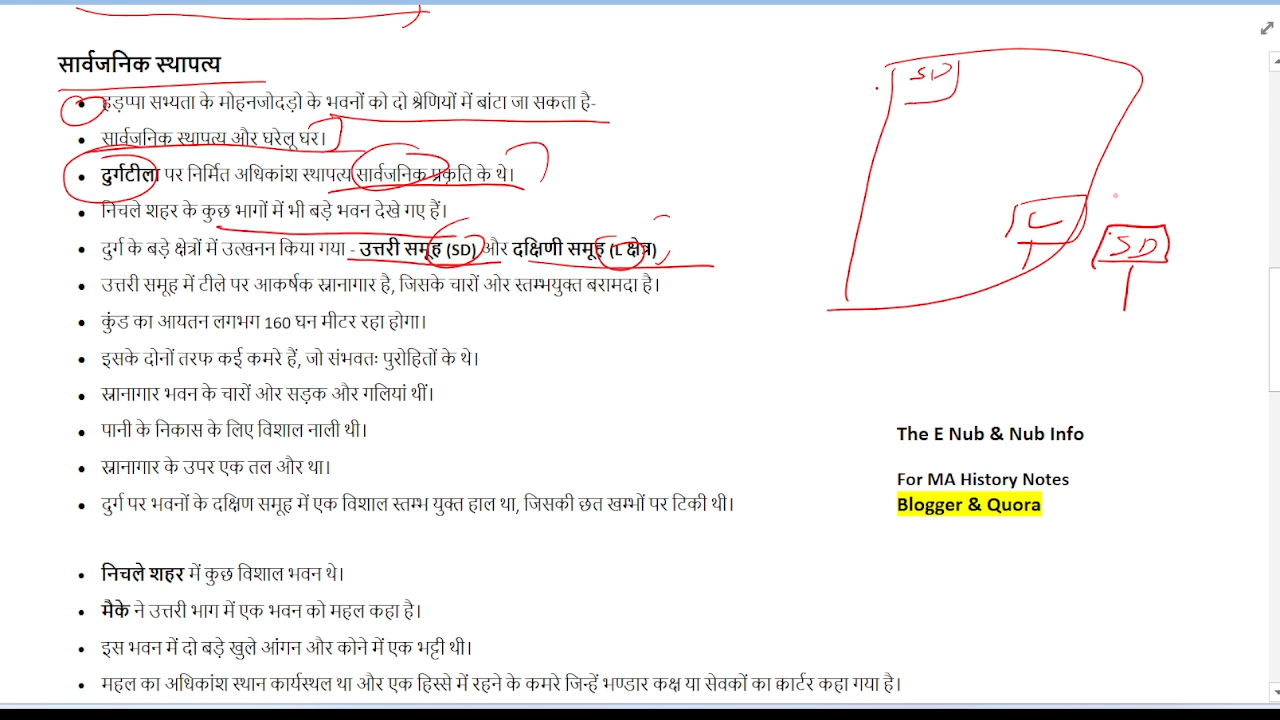 सार्वजनिक स्थापत्य
हड़प्पा सभ्यता के मोहनजोदड़ो के भवनों को दो श्रेणियों में बांटा जा सकता है-
सार्वजनिक स्थापत्य और घरेलू घर।
दुर्गटीला पर निर्मित अधिकांश स्थापत्य सार्वजनिक प्रकृति के थे।
निचले शहर के कुछ भागों में भी बड़े भवन देखे गए हैं।
दुर्ग के बड़े क्षेत्रों में उत्खनन किया गया - उत्तरी समूह (SD) और दक्षिणी समूह (L क्षेत्र)
उत्तरी समूह में टीले पर आकर्षक स्नानागार है, जिसके चारों ओर स्तम्भयुक्त बरामदा है।
कुंड का आयतन लगभग 160 घन मीटर रहा होगा।
इसके दोनों तरफ कई कमरे हैं, जो संभवतः पुरोहितों के थे।
स्नानागार भवन के चारों ओर सड़क और गलियां थीं।
पानी के निकास के लिए विशाल नाली थी।
स्नानागार के उपर एक तल और था।
दुर्ग पर भवनों के दक्षिण समूह में एक विशाल स्तम्भ युक्त हाल था, जिसकी छत खम्भों पर टिकी थी।
निचले शहर में कुछ विशाल भवन थे।
मैके ने उत्तरी भाग में एक भवन को महल कहा है।
इस भवन में दो बड़े खुले आंगन और कोने में एक भट्टी थी।
महल का अधिकांश स्थान कार्यस्थल था और एक हिस्से में रहने के कमरे जिन्हें भण्डार कक्ष या सेवकों का कार्टर कहा गया है।
SD
L
SD
The E Nub & Nub Info
For MA History Notes
Blogger & Quora